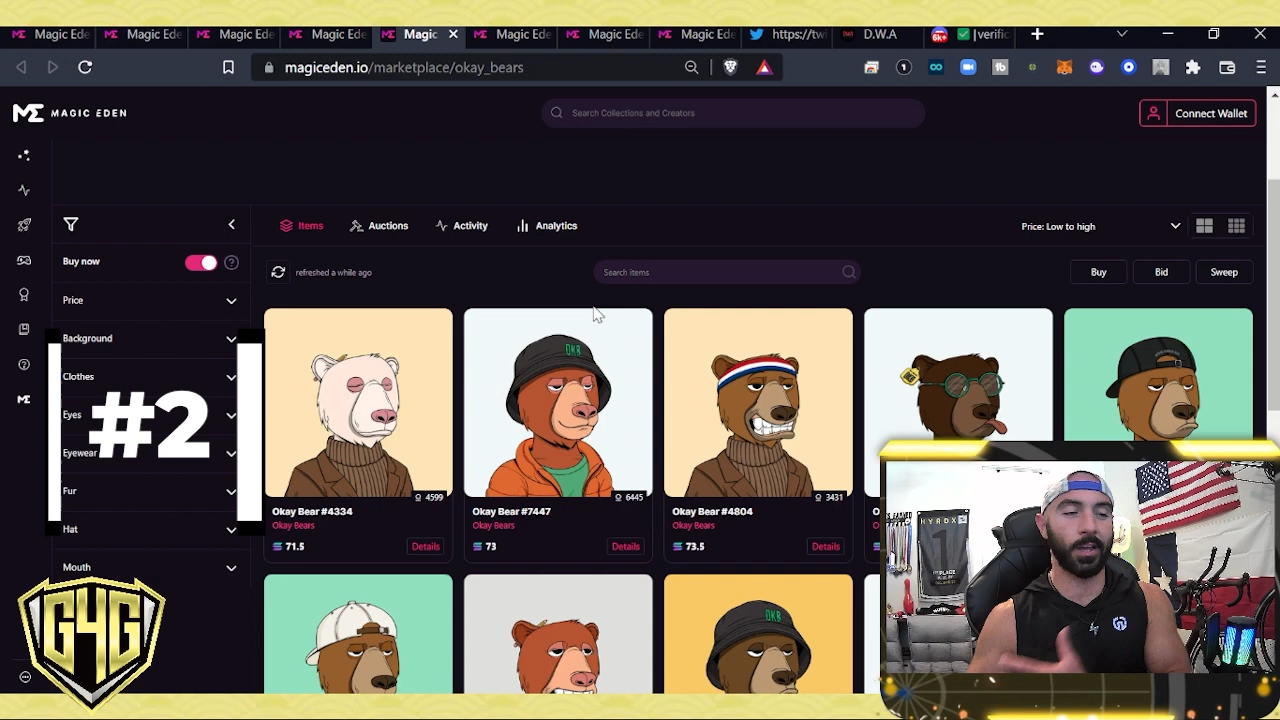 Magic Ede
Magic Ede
Magic Ede
Magic Ede
Magic
Magic Ede
Magic Ede
Magic Ede
https://twi
D.W.A
6k+
|verific
magiceden.io/marketplace/okay_bears
MAGIC EDEN
Search Collections and Creators
Connect Wallet
Items
Auctions
Activity
Analytics
Price: Low to high
Buy now
refreshed a while ago
Search items
Buy
Bid
Sweep
Price
Background
Clothes
Eyes
Eyewear
Fur
Hat
Mouth
#2
OKB
4599
6445
3431
Okay Bear #4334
Okay Bear #7447
Okay Bear #4804
Okay Bears
Okay Bears
Okay Bears
71.5
Details
73
Details
73.5
Details
OKB
G4G
HYROX
1